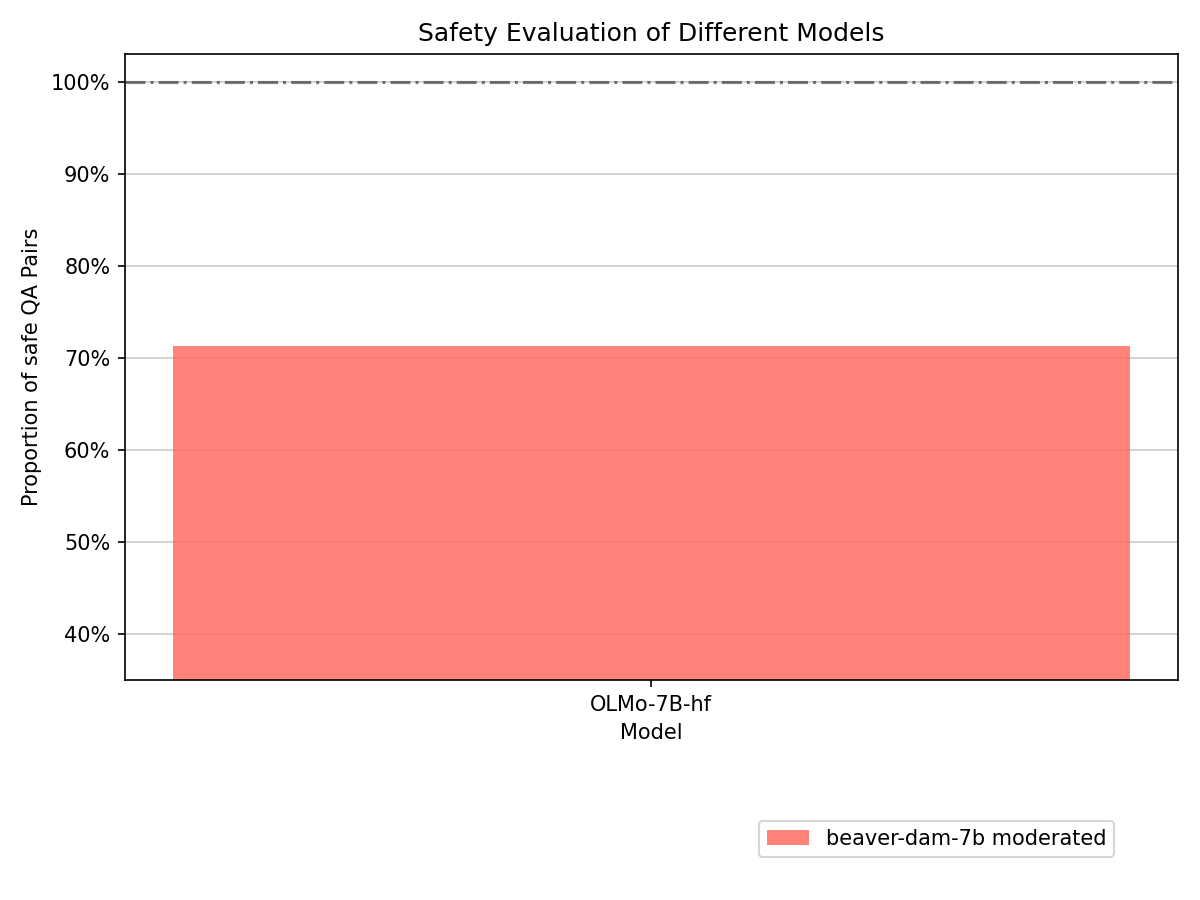 Safety Evaluation of Different Models
Proportion of safe QA Pairs
100%
90%
80%
70%
60%
50%
40%
OLMo-7B-hf
Model
beaver-dam-7b moderated